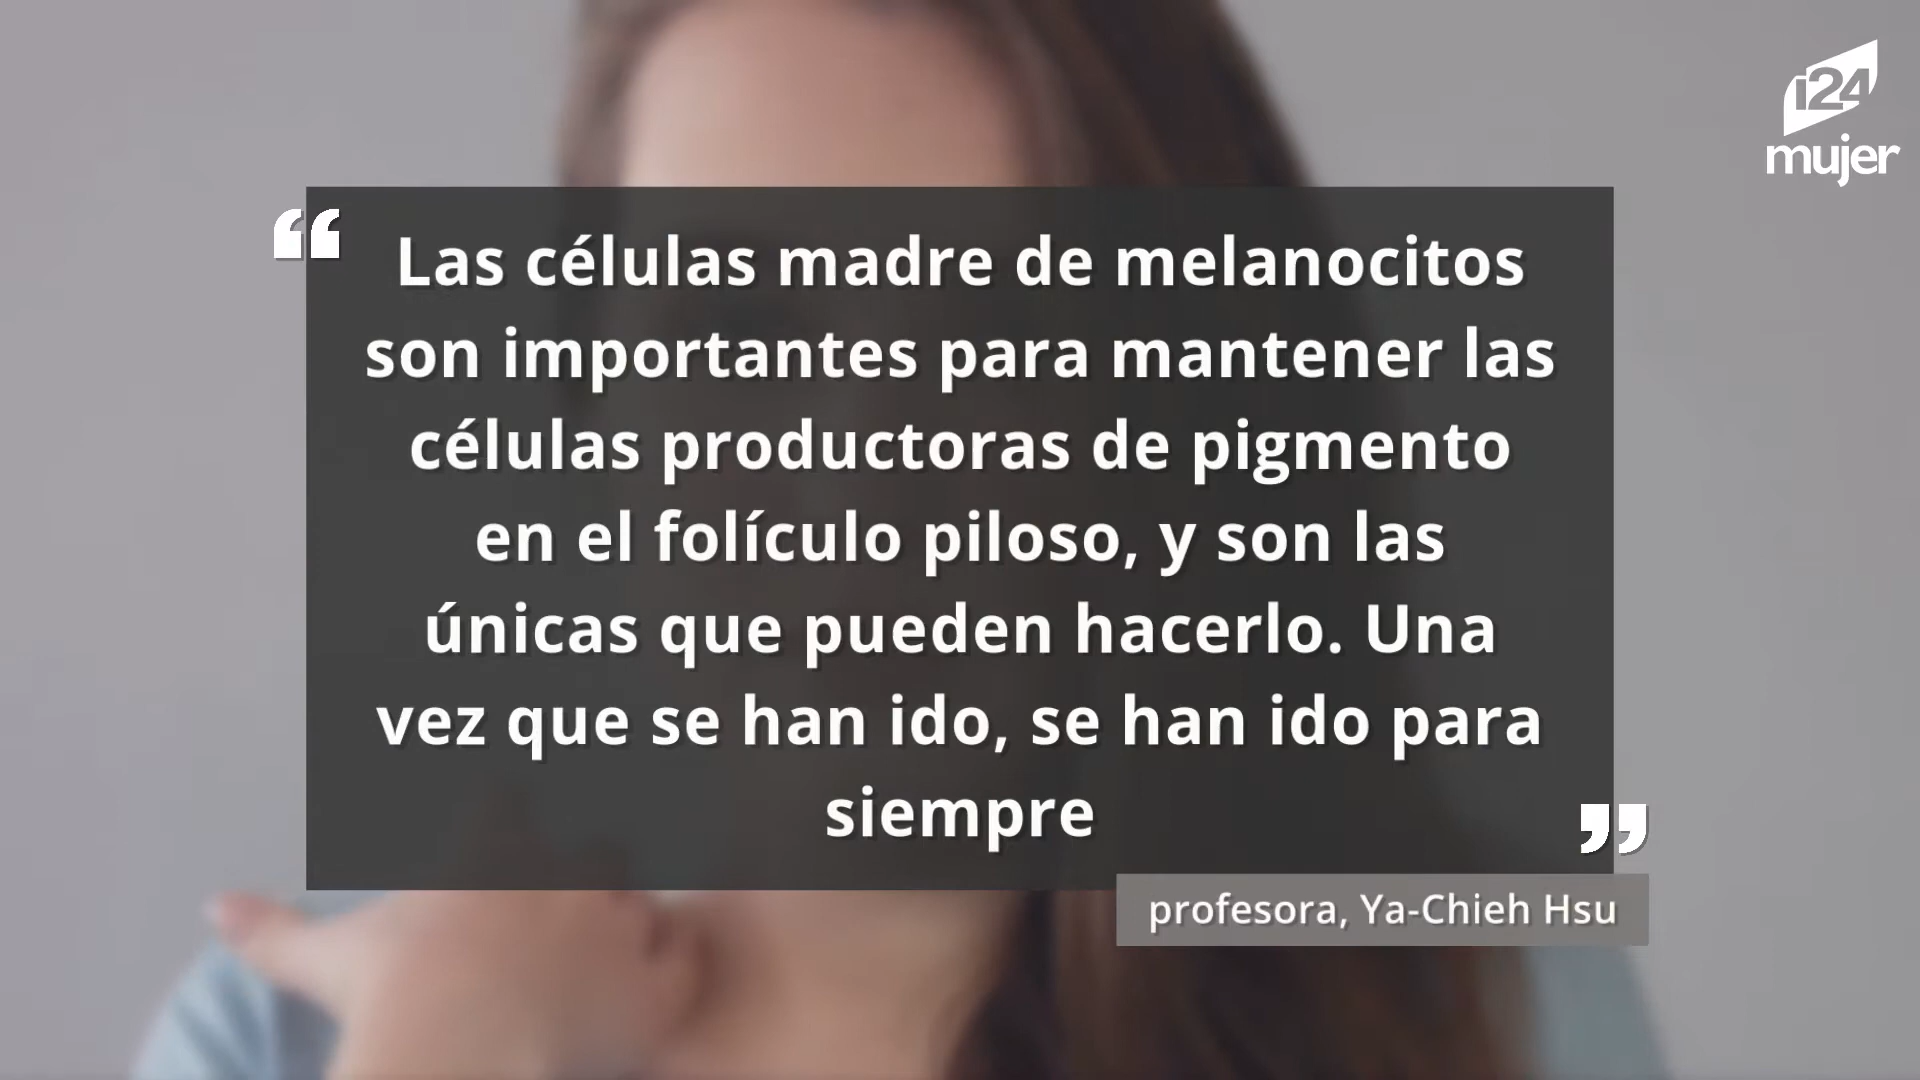 i24
mujer
“
Las células madre de melanocitos
son importantes para mantener las
células productoras de pigmento
en el folículo piloso, y son las
únicas que pueden hacerlo. Una
vez que se han ido, se han ido para
siempre
”
profesora, Ya-Chieh Hsu